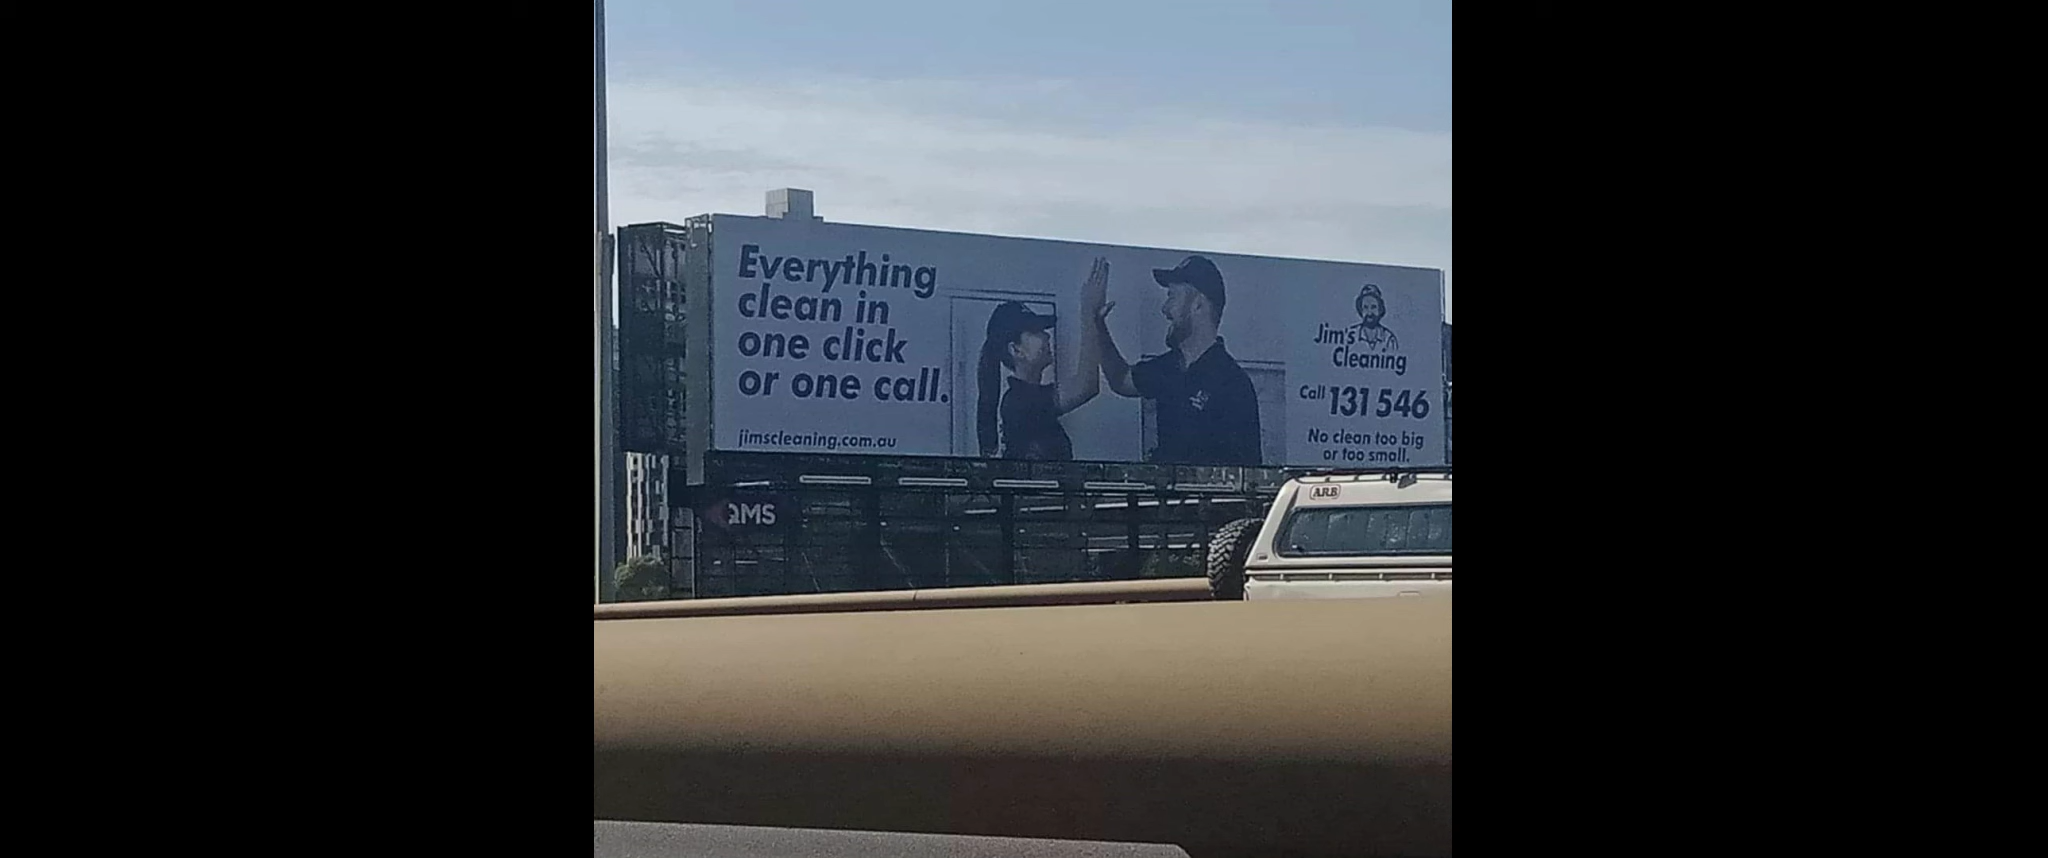 Everything
clean in
one click
or one call.
jimscleaning.com.au
Jim's
Cleaning
Call 131 546
No clean too big
or too small.
QMS
ARB